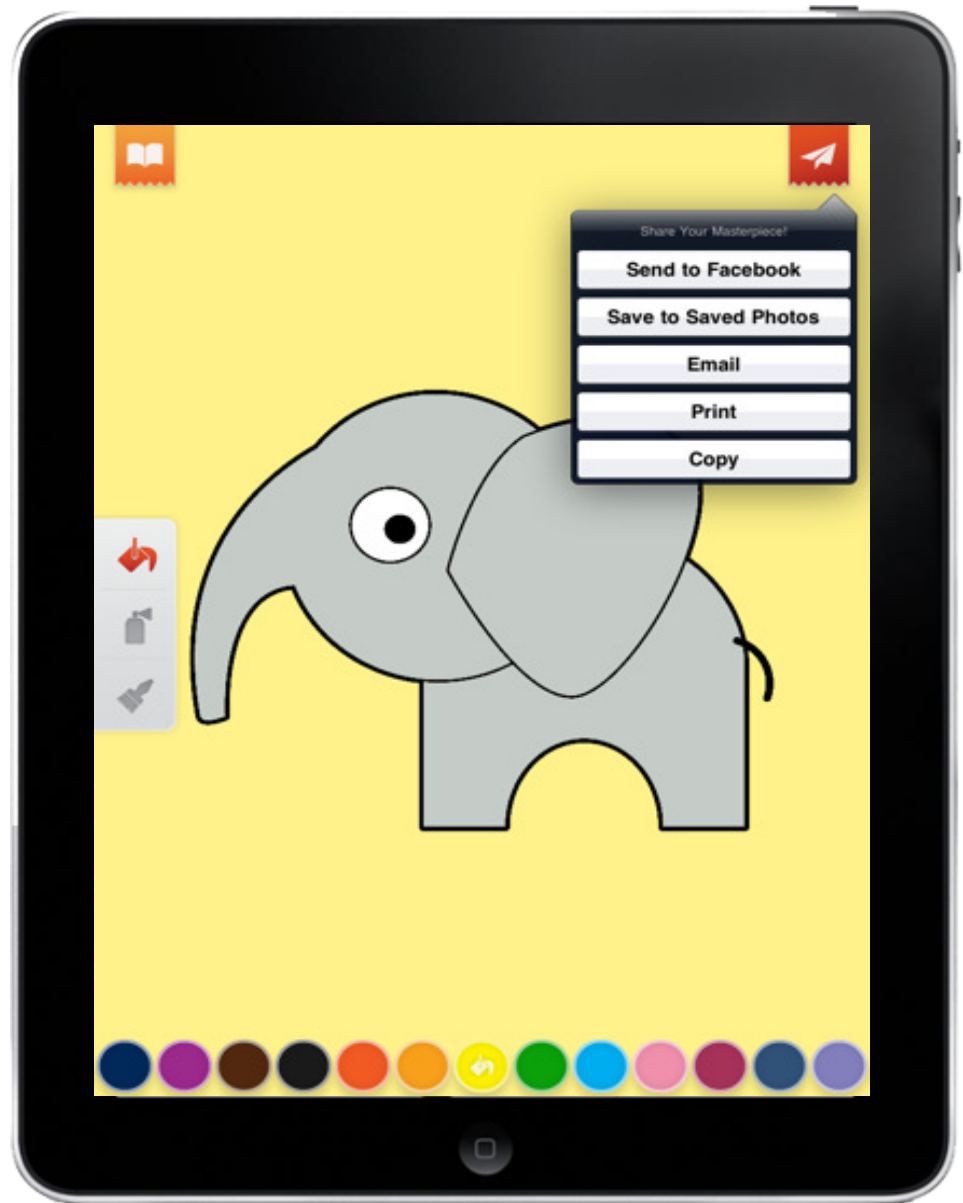 Share Your Masterpiece!
Send to Facebook
Save to Saved Photos
Email
Print
Copy